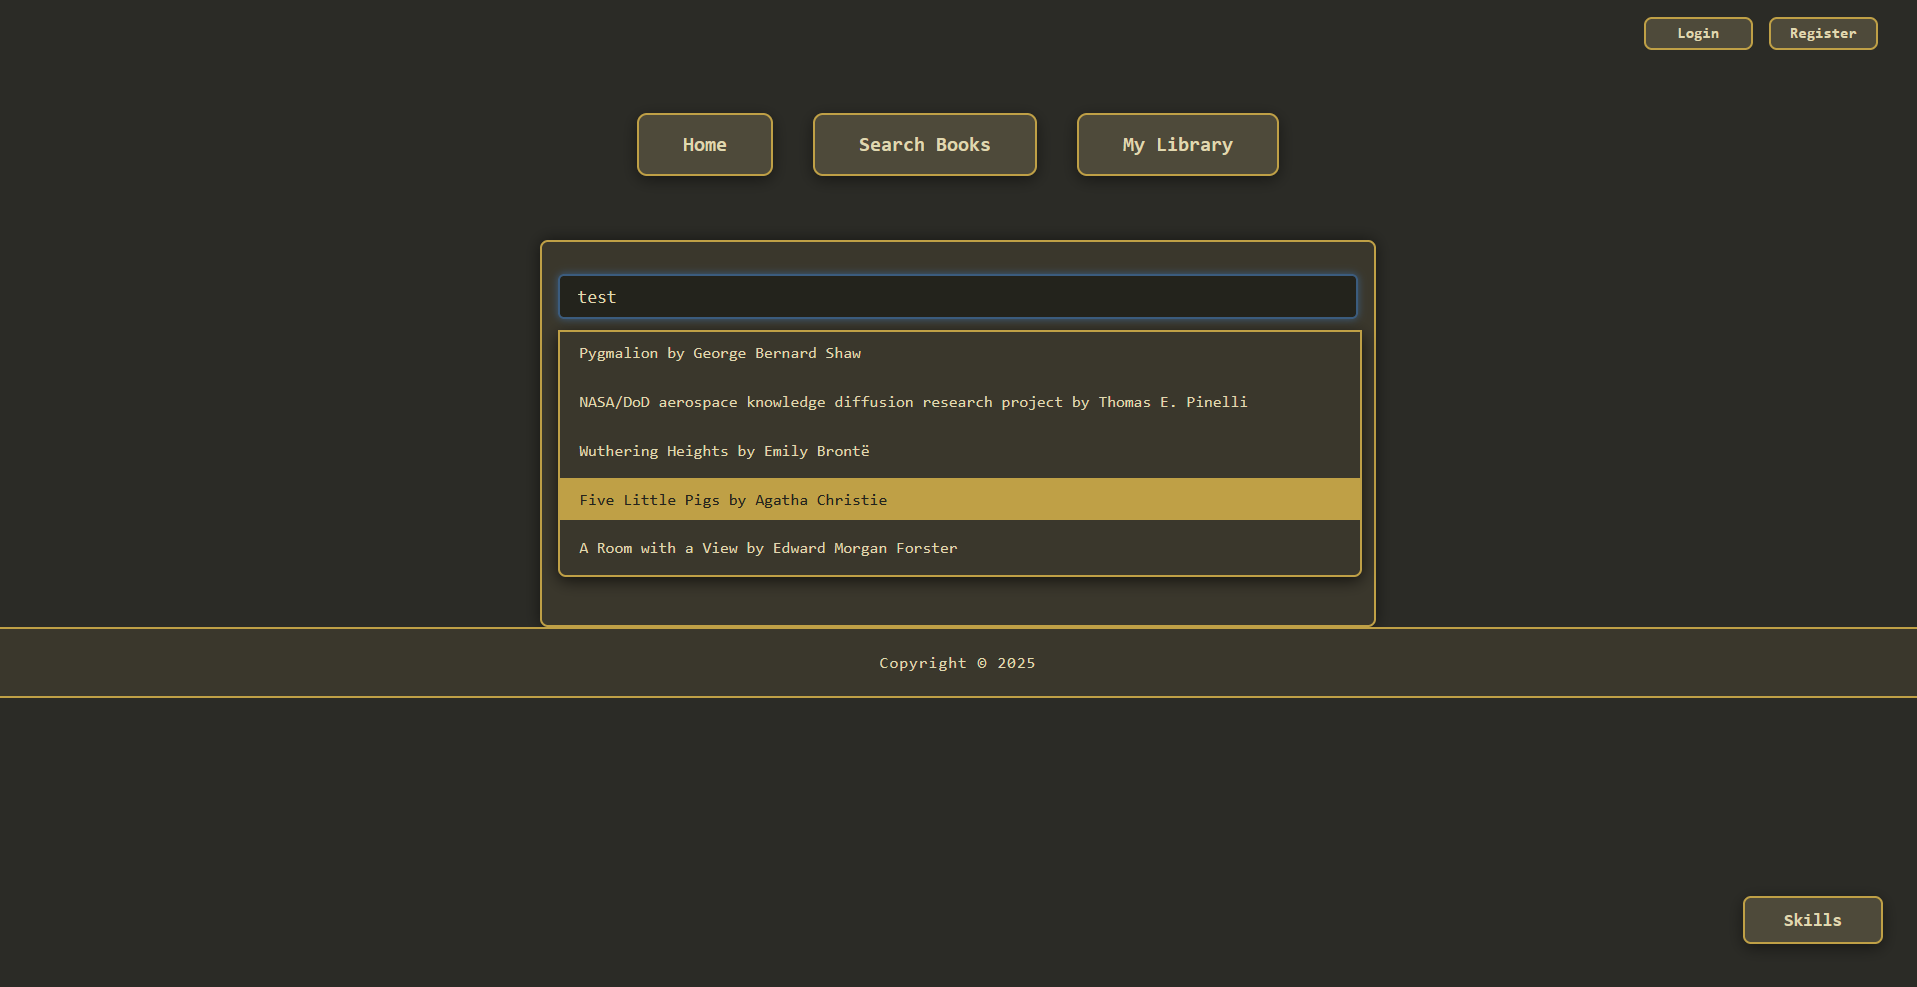 Login Register
Home Search Books My Library
test
Pygmalion by George Bernard Shaw
NASA/DoD aerospace knowledge diffusion research project by Thomas E. Pinelli
Wuthering Heights by Emily Brontë
Five Little Pigs by Agatha Christie
A Room with a View by Edward Morgan Forster
Copyright © 2025
Skills